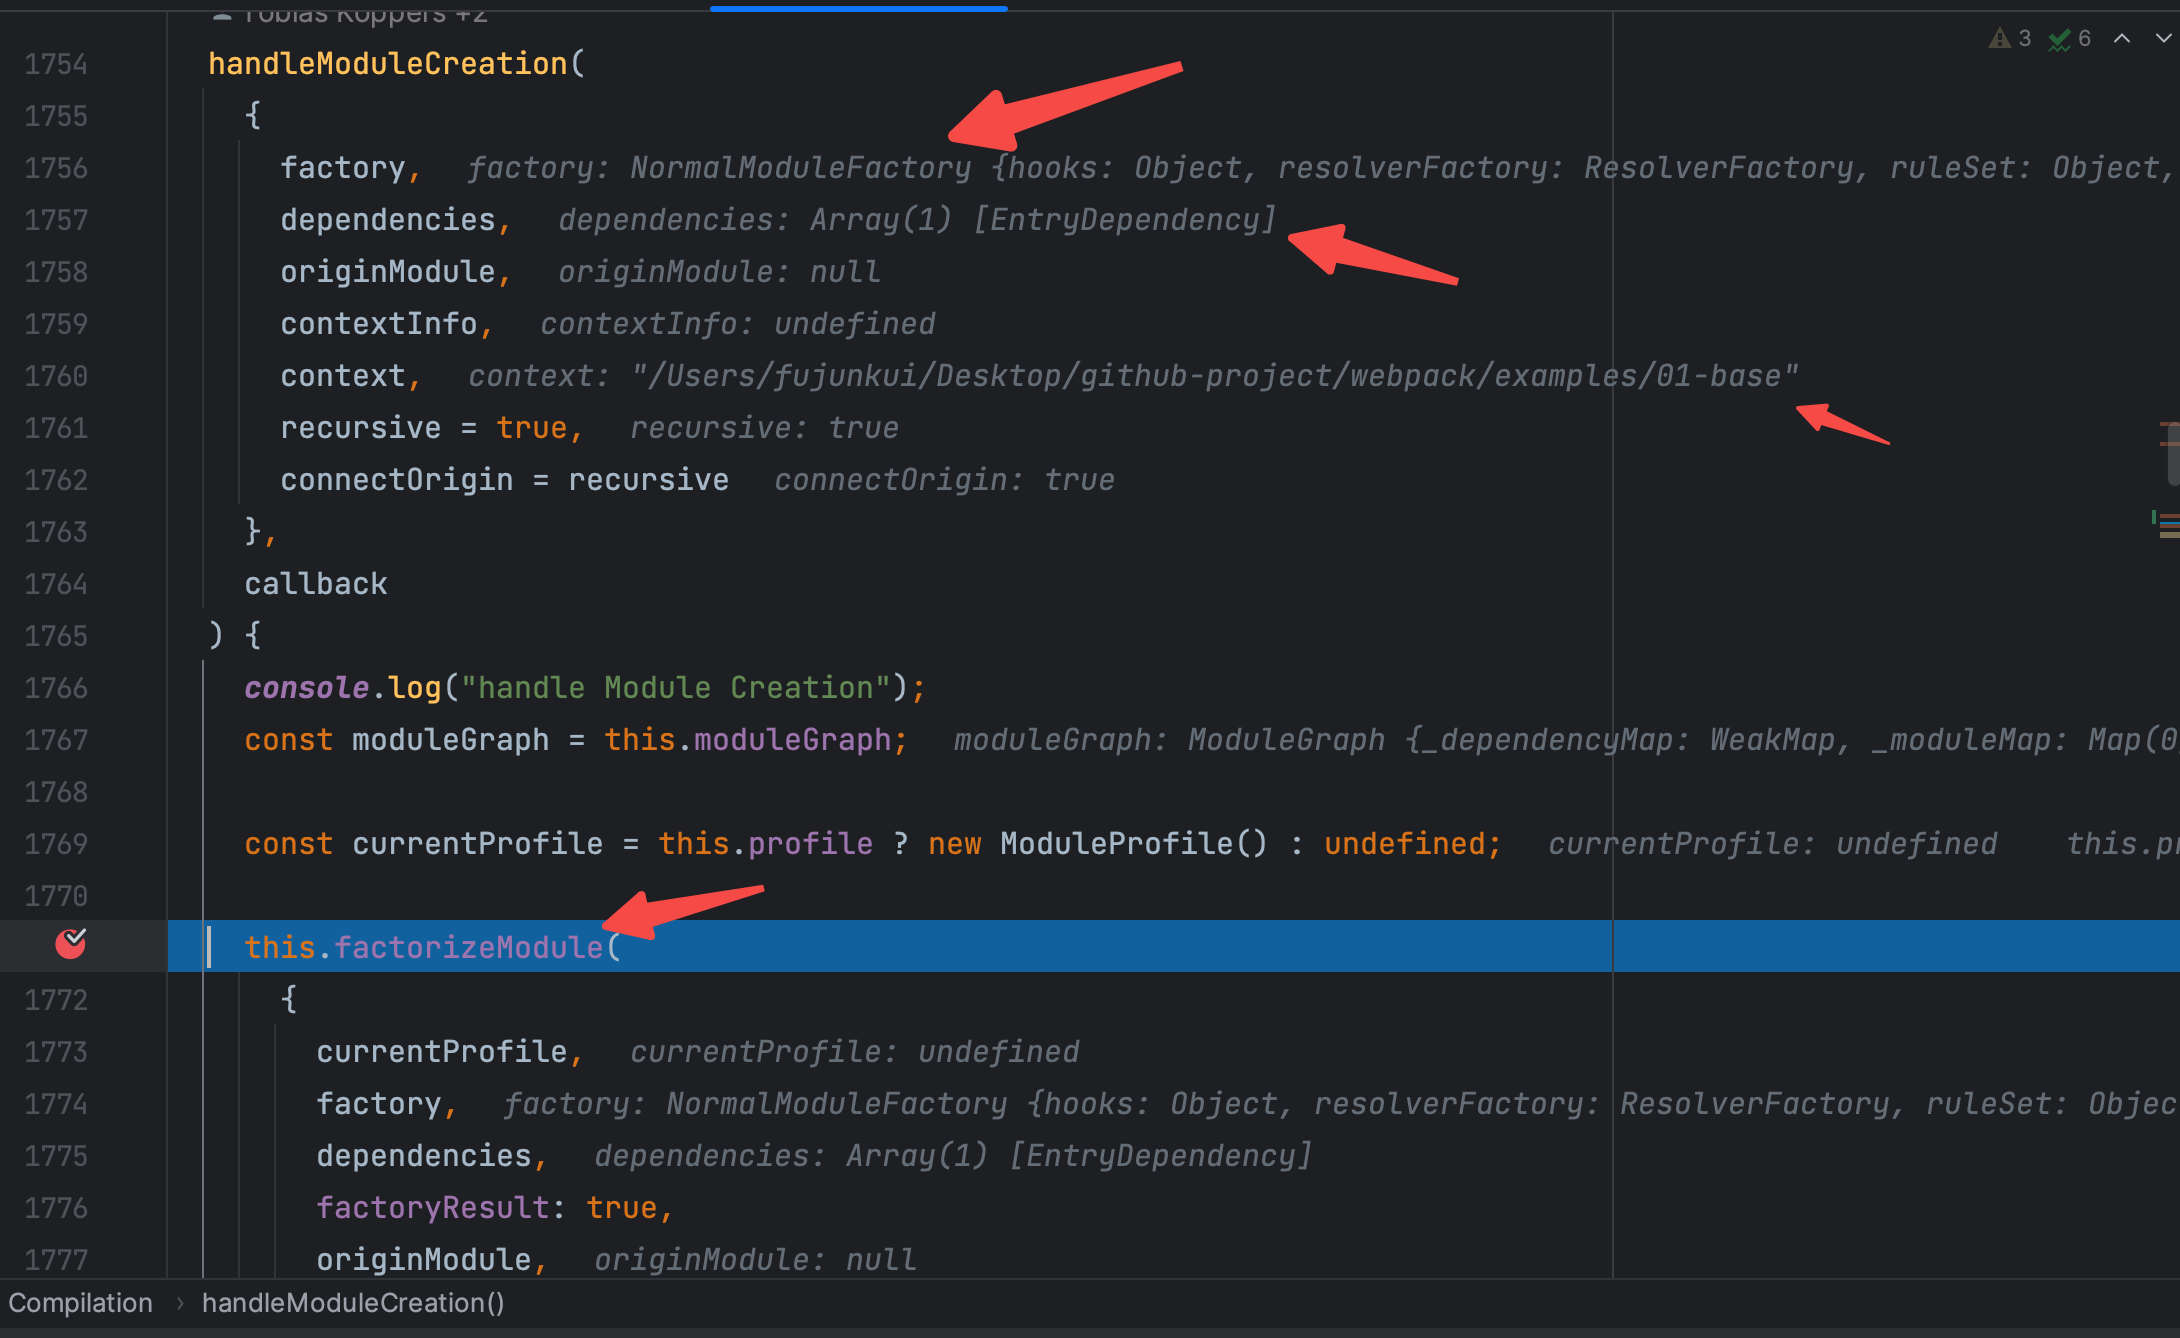 Tobias Koppers +2
3 6
1754 handleModuleCreation(
1755 {
1756 factory, factory: NormalModuleFactory {hooks: Object, resolverFactory: ResolverFactory, ruleSet: Object,
1757 dependencies, dependencies: Array(1) [EntryDependency]
1758 originModule, originModule: null
1759 contextInfo, contextInfo: undefined
1760 context, context: "/Users/fujunkui/Desktop/github-project/webpack/examples/01-base"
1761 recursive = true, recursive: true
1762 connectOrigin = recursive connectOrigin: true
1763 },
1764 callback
1765 ) {
1766 console.log("handle Module Creation");
1767 const moduleGraph = this.moduleGraph; moduleGraph: ModuleGraph {_dependencyMap: WeakMap, _moduleMap: Map(0
1768
1769 const currentProfile = this.profile ? new ModuleProfile() : undefined; currentProfile: undefined this.pr
1770
this.factorizeModule(
1772 {
1773 currentProfile, currentProfile: undefined
1774 factory, factory: NormalModuleFactory {hooks: Object, resolverFactory: ResolverFactory, ruleSet: Objec
1775 dependencies, dependencies: Array(1) [EntryDependency]
1776 factoryResult: true,
1777 originModule, originModule: null
Compilation › handleModuleCreation()